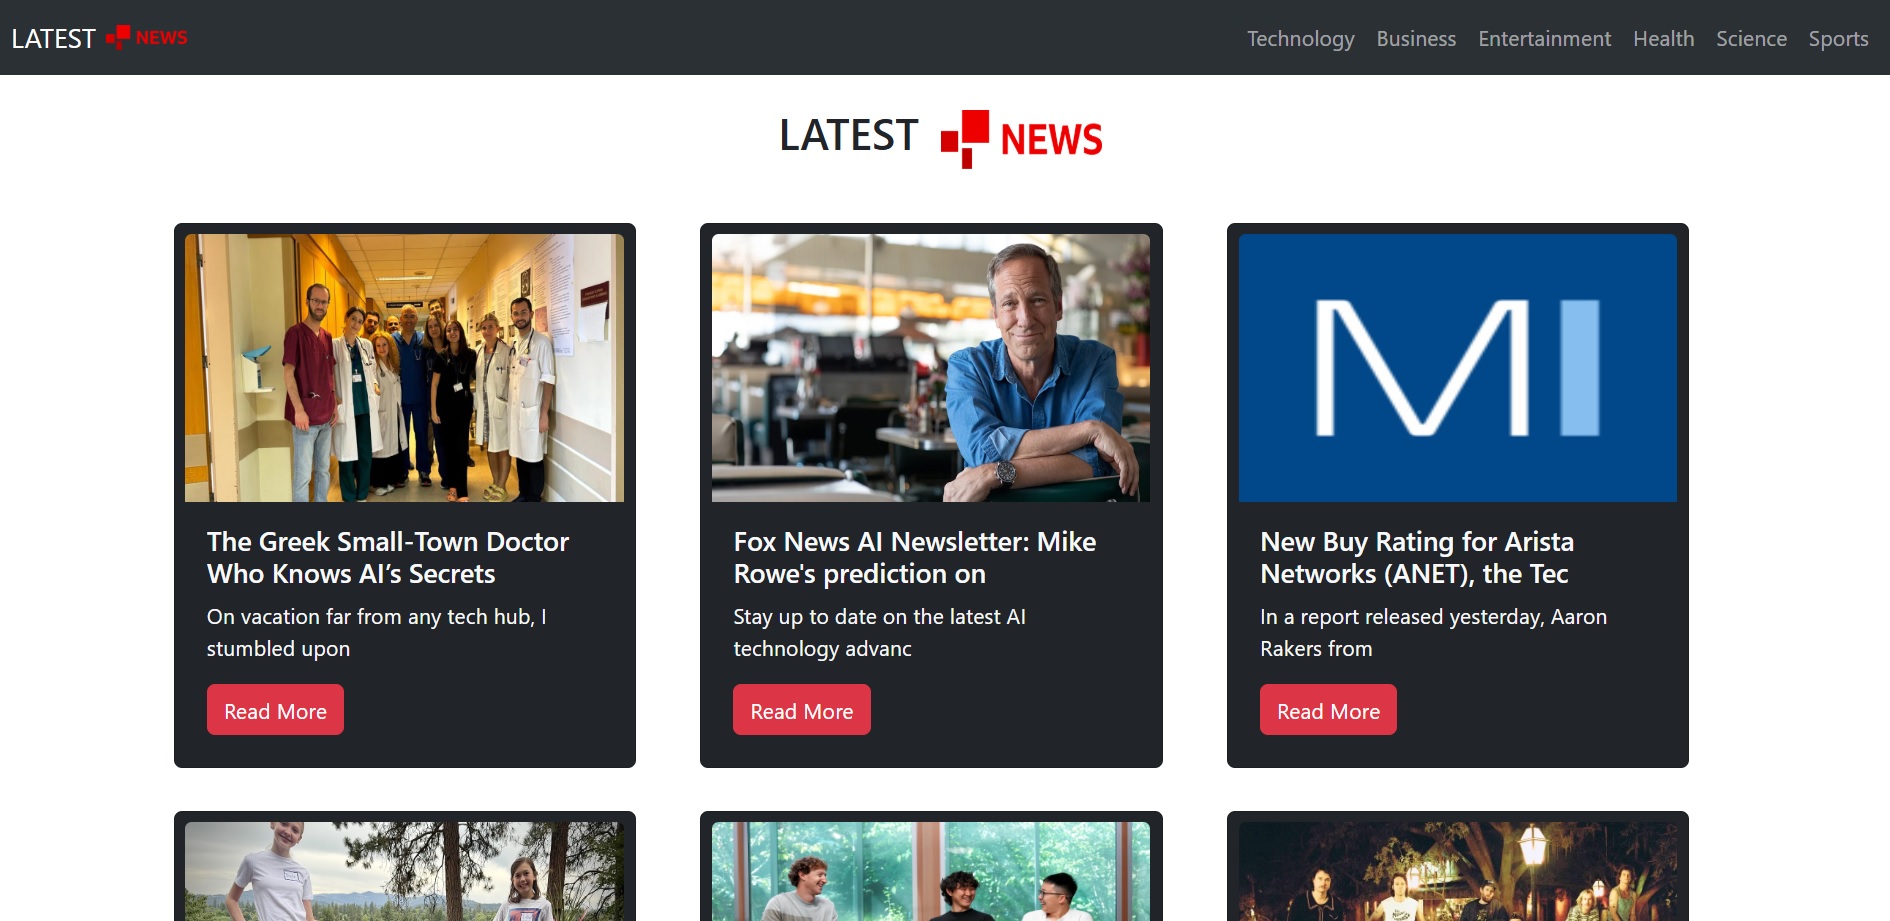 LATEST NEWS
Technology Business Entertainment Health Science Sports
LATEST NEWS
MI
The Greek Small-Town Doctor
Who Knows AI’s Secrets
On vacation far from any tech hub, I
stumbled upon
Read More
Fox News AI Newsletter: Mike
Rowe's prediction on
Stay up to date on the latest AI
technology advanc
Read More
New Buy Rating for Arista
Networks (ANET), the Tec
In a report released yesterday, Aaron
Rakers from
Read More